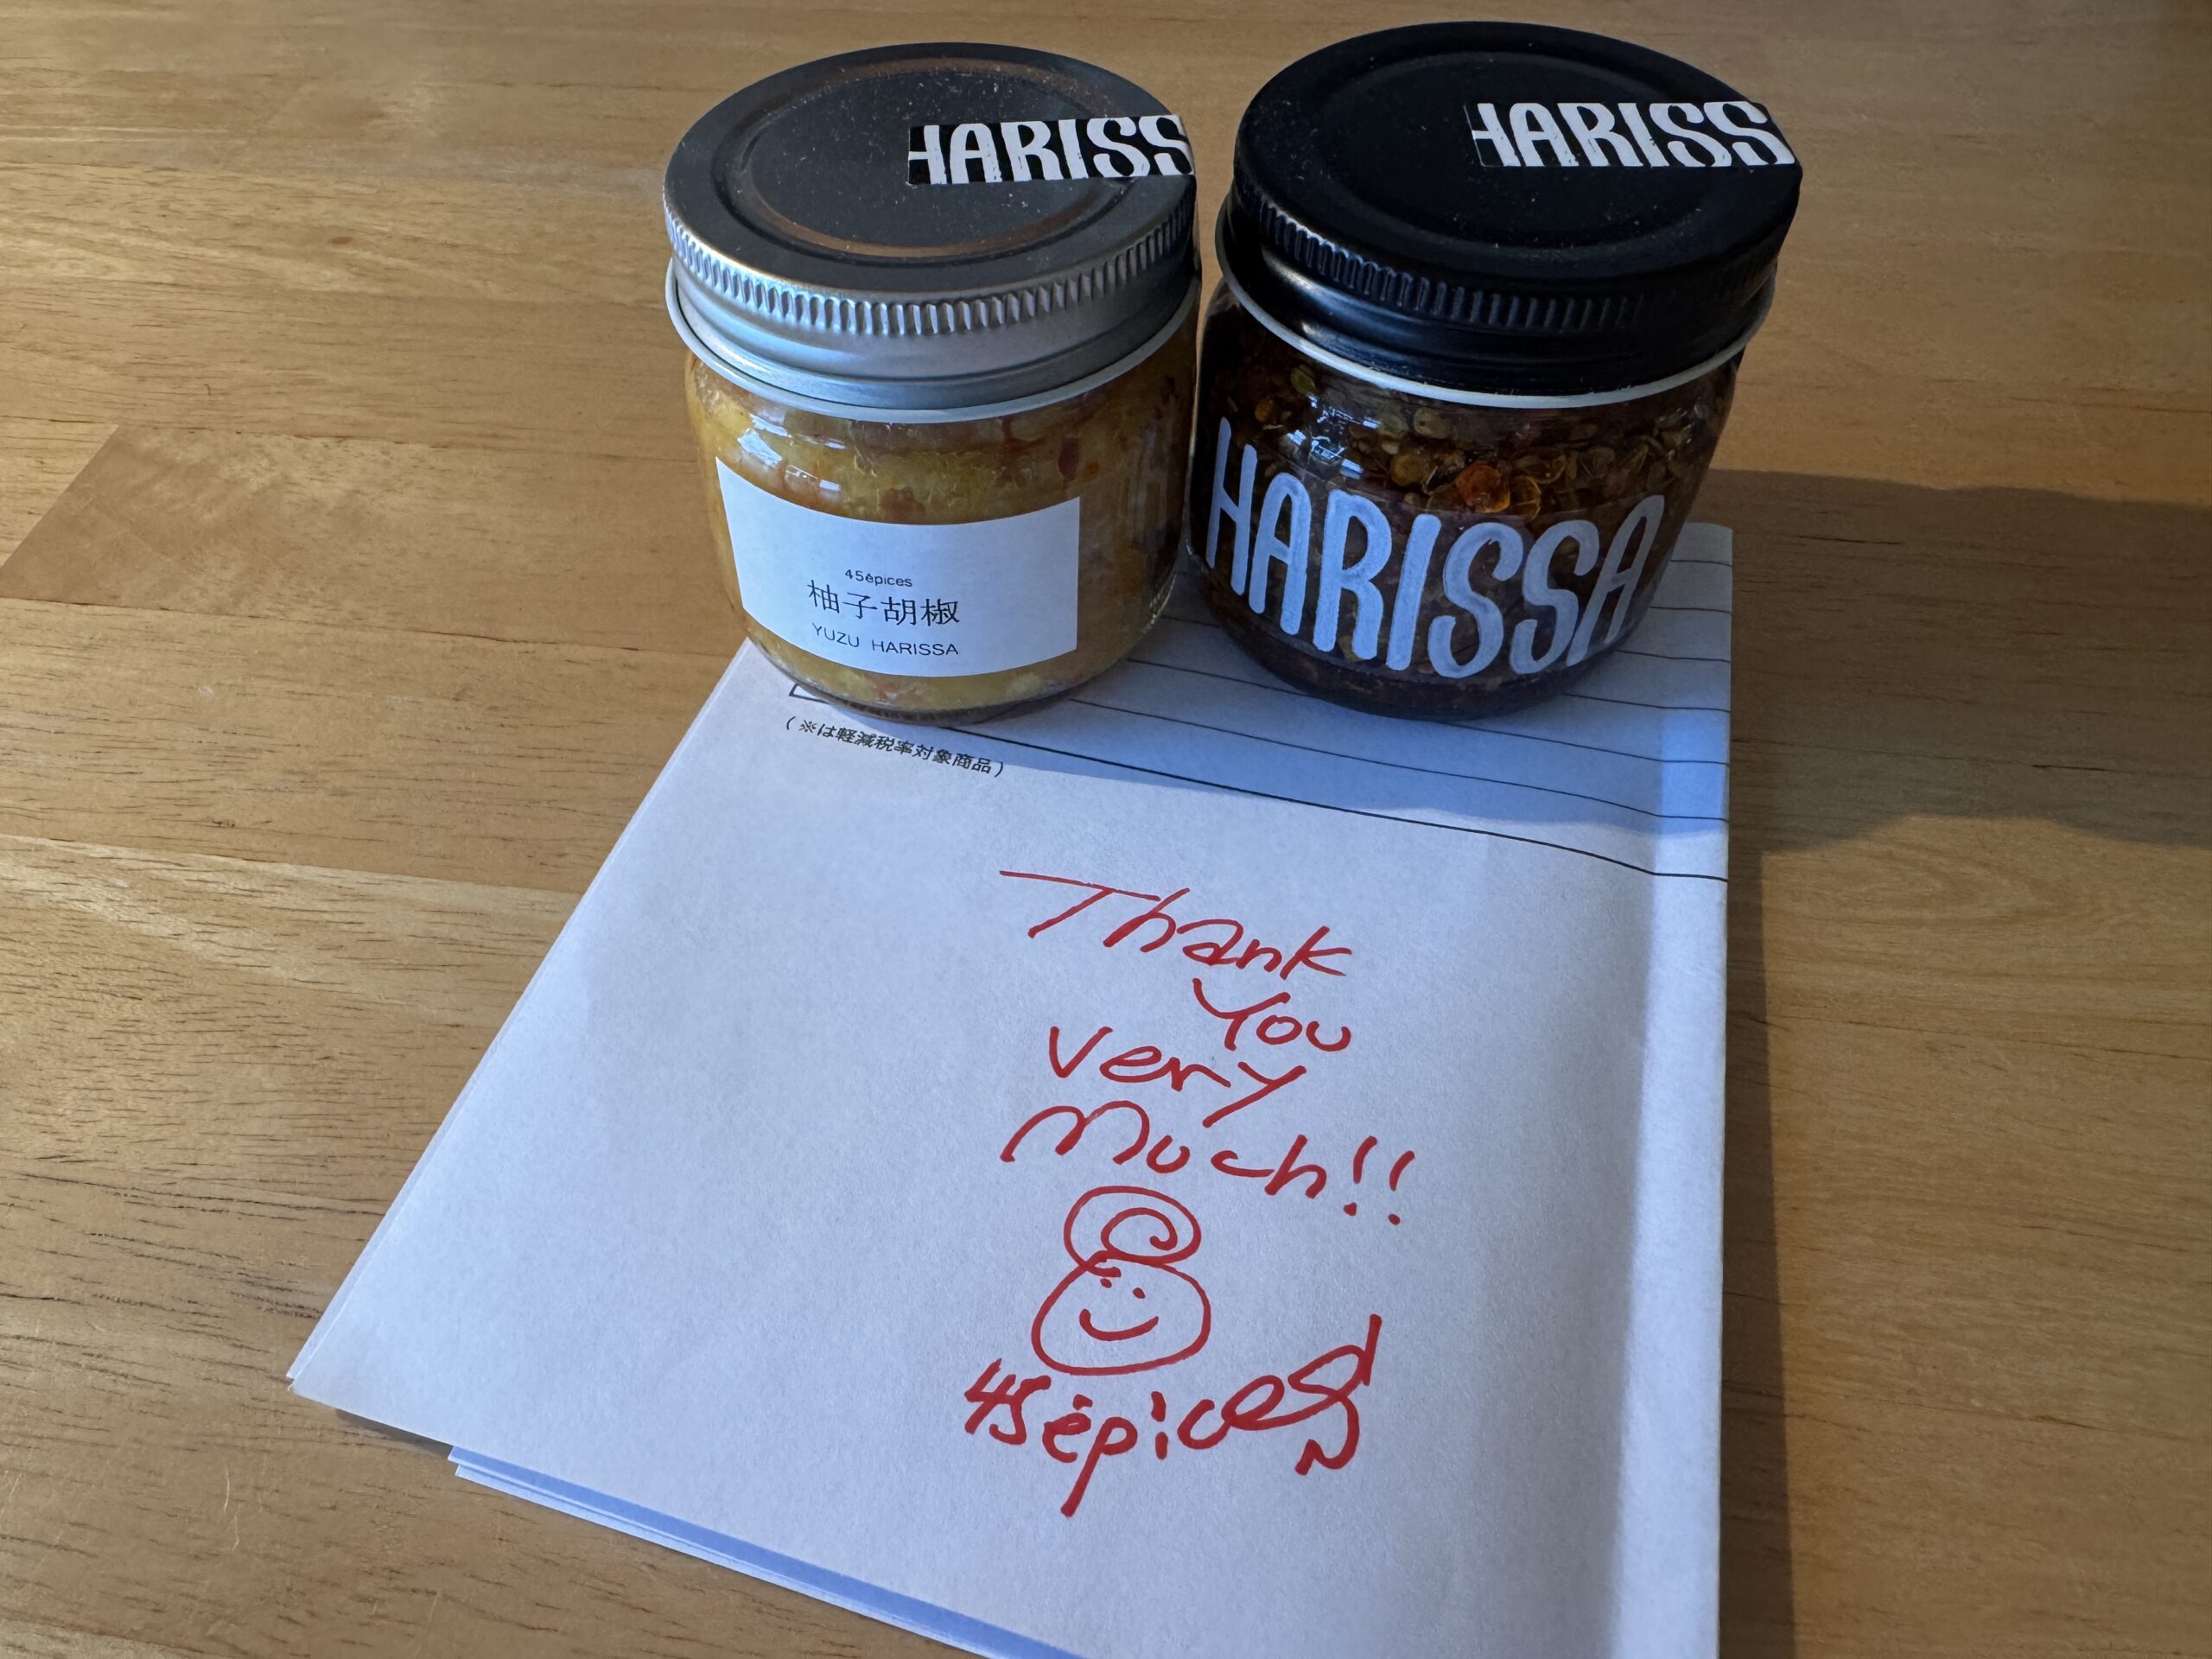 HARISS
HARISS
45épices
柚子胡椒
YUZU HARISSA
HARISSA
(※は軽減税率対象商品)
Thank
You
very
much!!
45épices